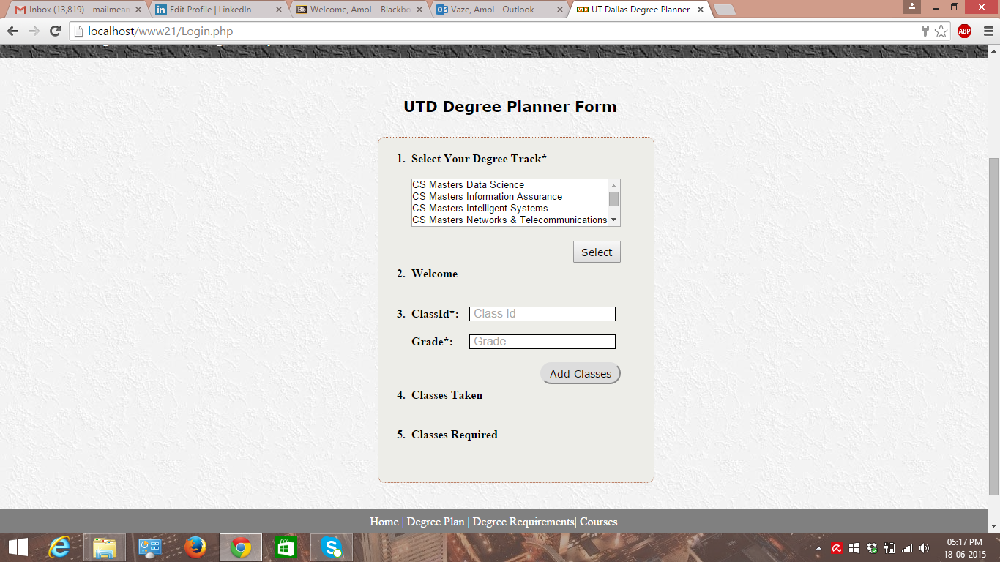 Inbox (13,819) - mailmean
Edit Profile | LinkedIn
Bb Welcome, Amol – Blackbo
Vaze, Amol - Outlook
UTD UT Dallas Degree Planner
localhost/www21/Login.php
ABP
UTD Degree Planner Form
1. Select Your Degree Track*
CS Masters Data Science
CS Masters Information Assurance
CS Masters Intelligent Systems
CS Masters Networks & Telecommunications
Select
2. Welcome
3. ClassId*: Class Id
Grade*: Grade
Add Classes
4. Classes Taken
5. Classes Required
Home | Degree Plan | Degree Requirements| Courses
05:17 PM
18-06-2015